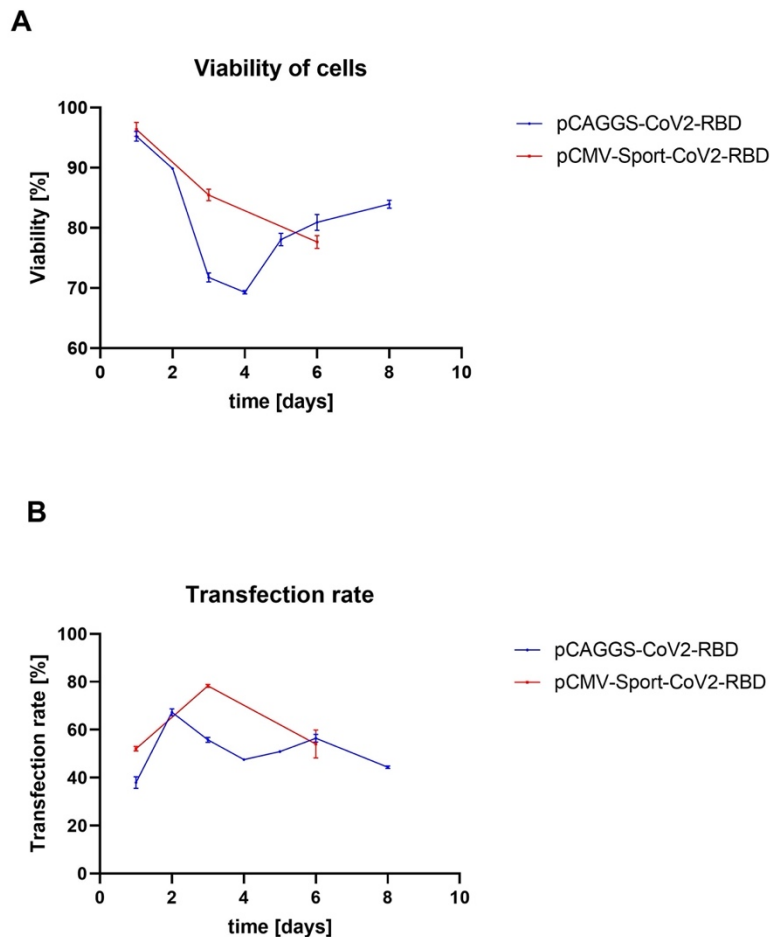 A
Viability of cells
100
90
80
70
60
Viability [%]
0 2 4 6 8 10
time [days]
pCAGGS-CoV2-RBD
pCMV-Sport-CoV2-RBD
B
Transfection rate
100
80
60
40
20
0
Transfection rate [%]
0 2 4 6 8 10
time [days]
pCAGGS-CoV2-RBD
pCMV-Sport-CoV2-RBD